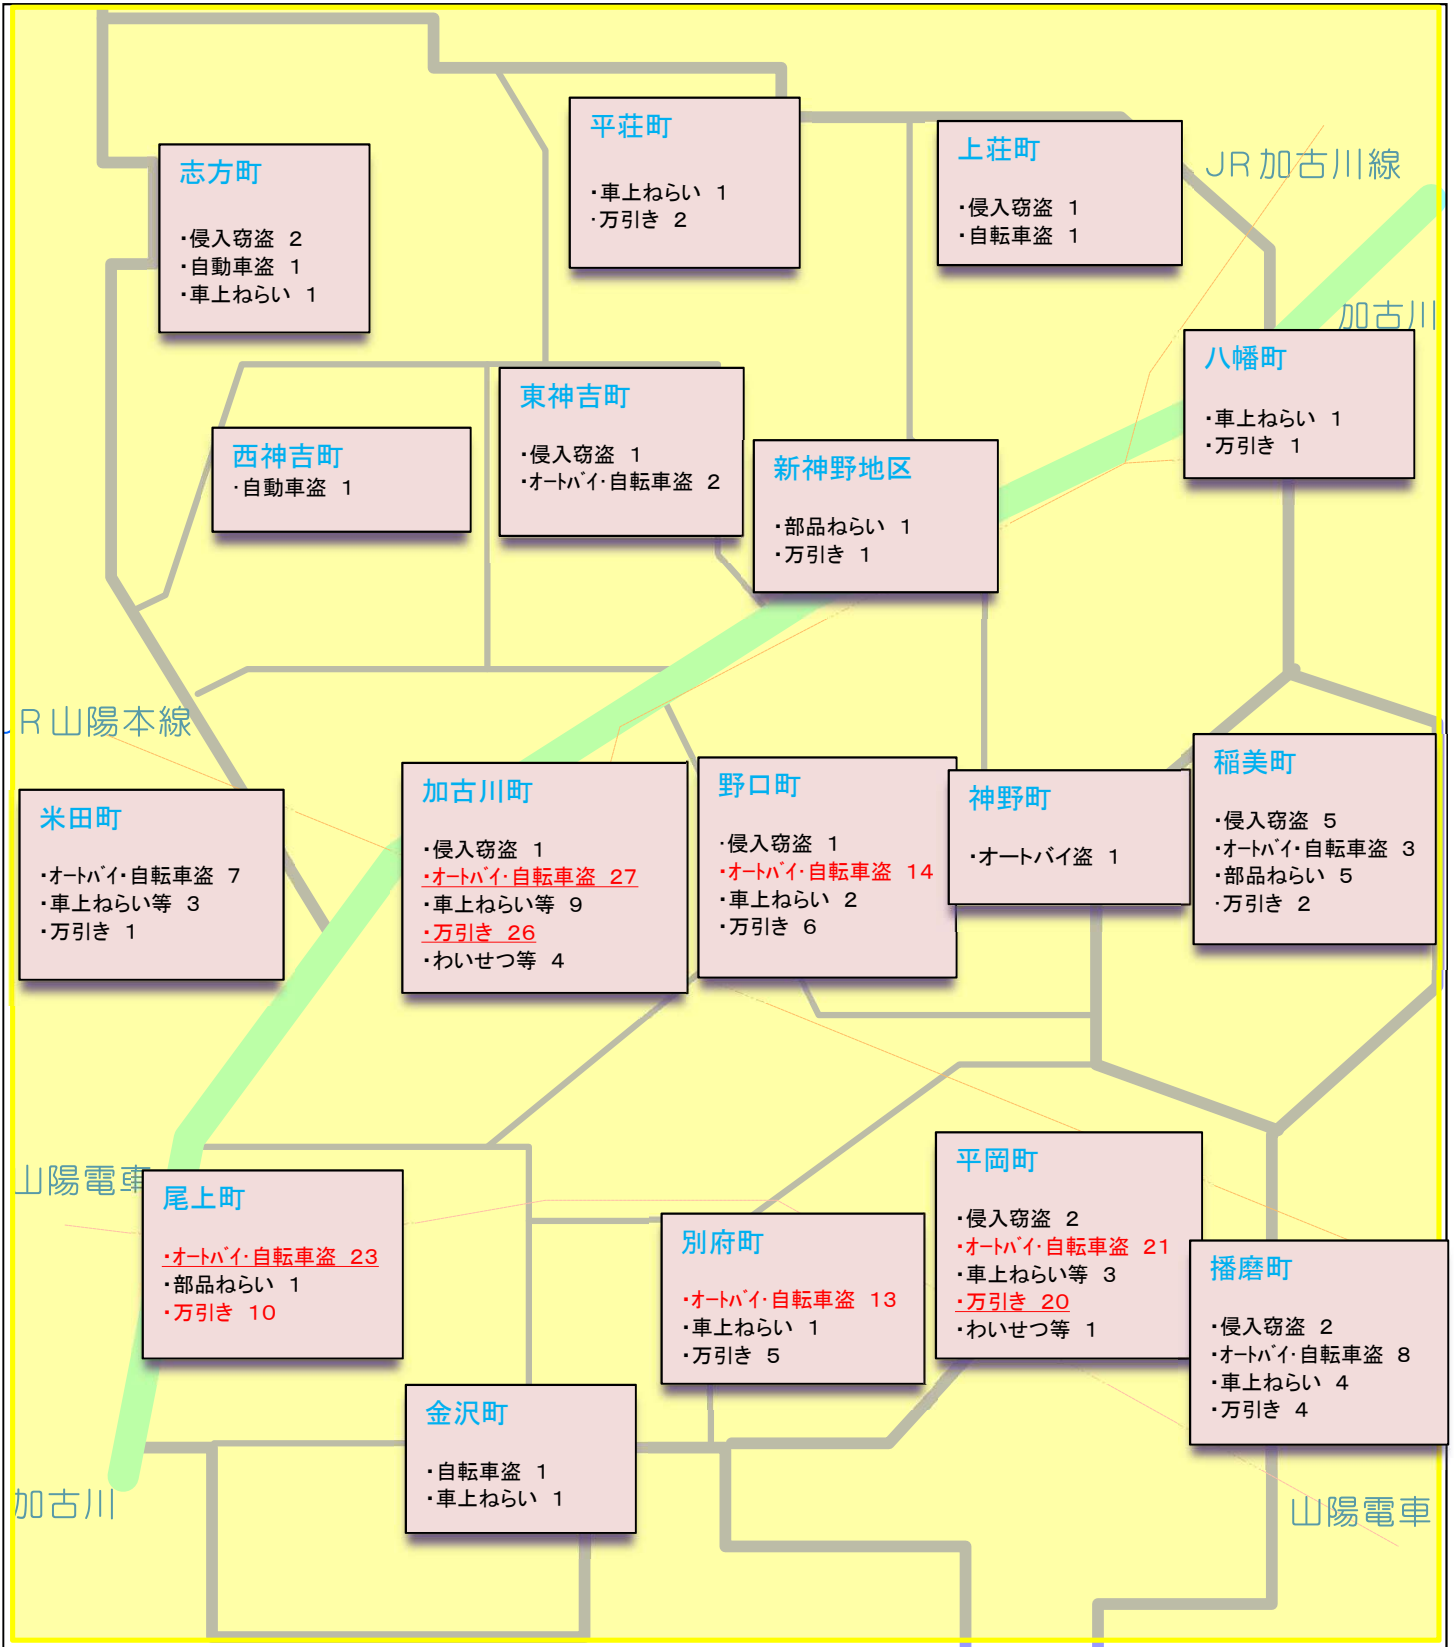 平荘町
・車上ねらい １
・万引き ２
上荘町
・侵入窃盗 １
・自転車盗 １
JR加古川線
志方町
・侵入窃盗 ２
・自動車盗 １
・車上ねらい １
加古川
八幡町
・車上ねらい １
・万引き １
東神吉町
・侵入窃盗 １
・オートバイ・自転車盗 ２
西神吉町
・自動車盗 １
新神野地区
・部品ねらい １
・万引き １
JR山陽本線
米田町
・オートバイ・自転車盗 ７
・車上ねらい等 ３
・万引き １
加古川町
・侵入窃盗 １
・オートバイ・自転車盗 ２７
・車上ねらい等 ９
・万引き ２６
・わいせつ等 ４
野口町
・侵入窃盗 １
・オートバイ・自転車盗 １４
・車上ねらい ２
・万引き ６
神野町
・オートバイ盗 １
稲美町
・侵入窃盗 ５
・オートバイ・自転車盗 ３
・部品ねらい ５
・万引き ２
山陽電車
尾上町
・オートバイ・自転車盗 ２３
・部品ねらい １
・万引き １０
別府町
・オートバイ・自転車盗 １３
・車上ねらい １
・万引き ５
平岡町
・侵入窃盗 ２
・オートバイ・自転車盗 ２１
・車上ねらい等 ３
・万引き ２０
・わいせつ等 １
播磨町
・侵入窃盗 ２
・オートバイ・自転車盗 ８
・車上ねらい ４
・万引き ４
金沢町
・自転車盗 １
・車上ねらい １
加古川
山陽電車